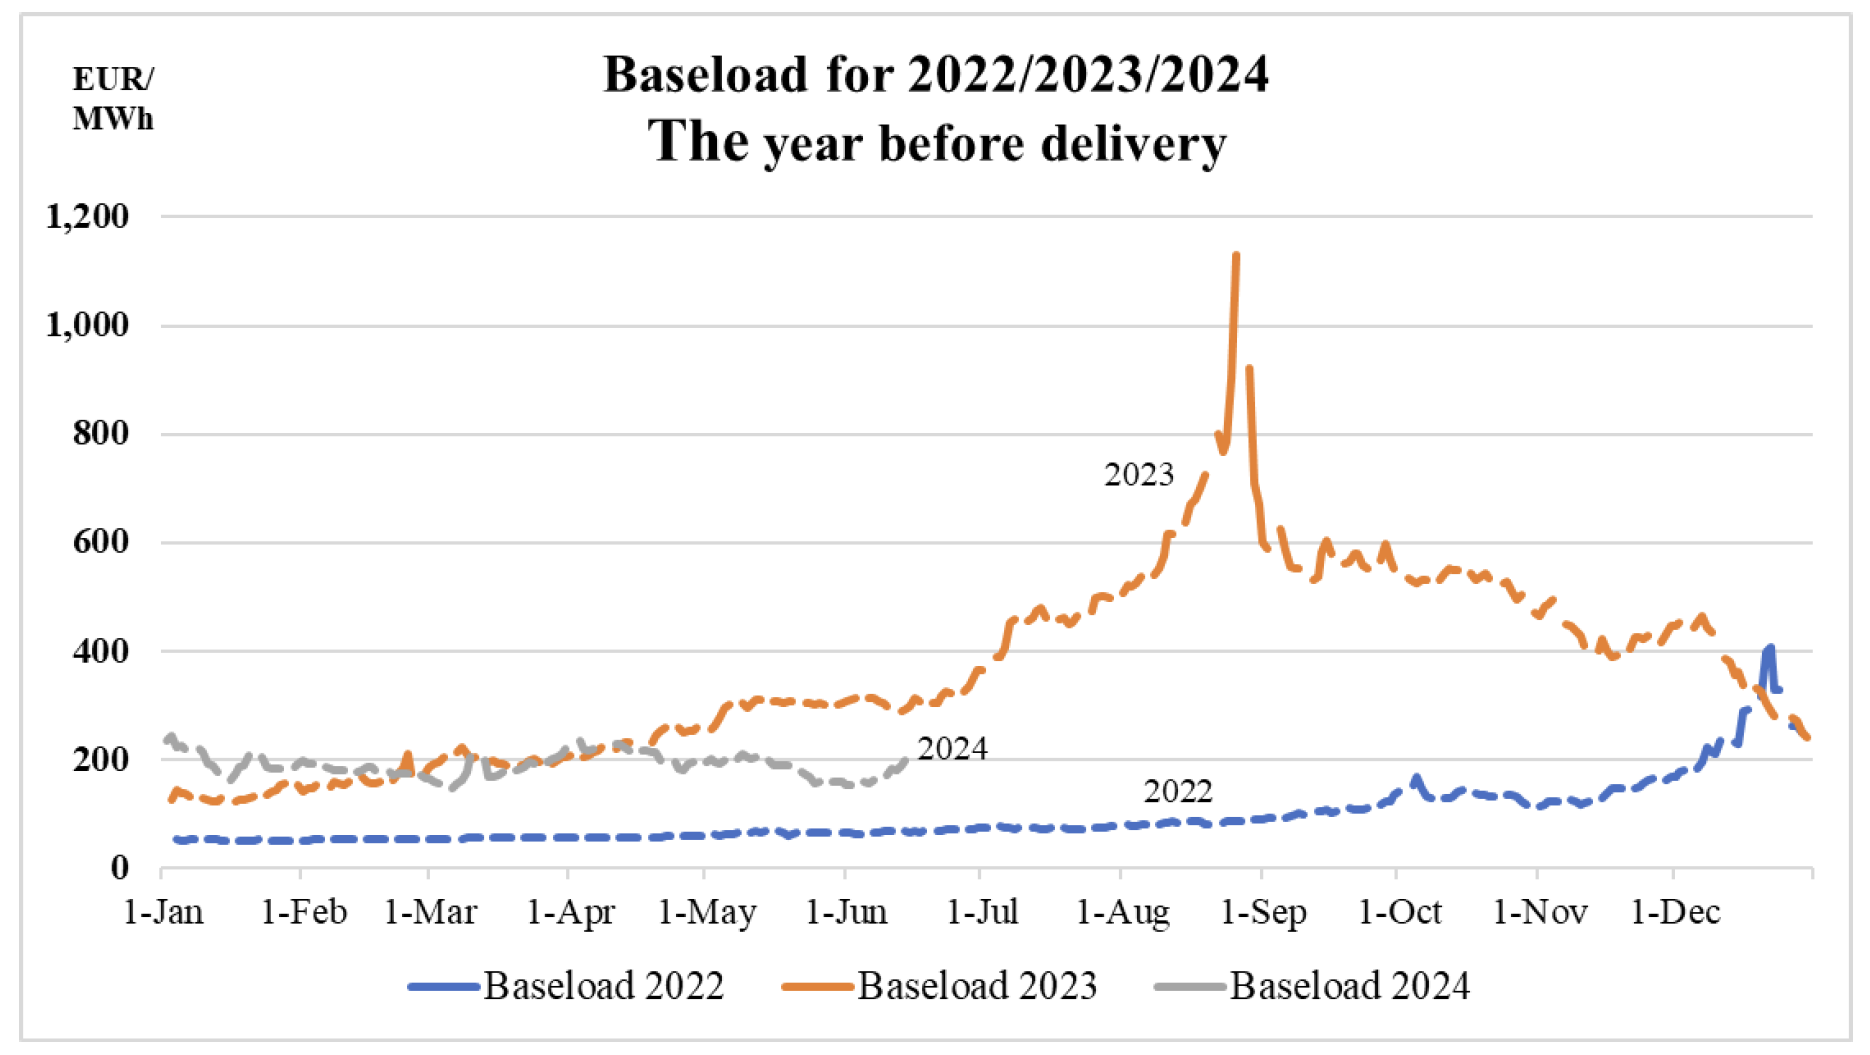 EUR/
MWh
Baseload for 2022/2023/2024
The year before delivery
1,200
1,000
800
600
400
200
0
2023
2024
2022
1-Jan 1-Feb 1-Mar 1-Apr 1-May 1-Jun 1-Jul 1-Aug 1-Sep 1-Oct 1-Nov 1-Dec
Baseload 2022 Baseload 2023 Baseload 2024